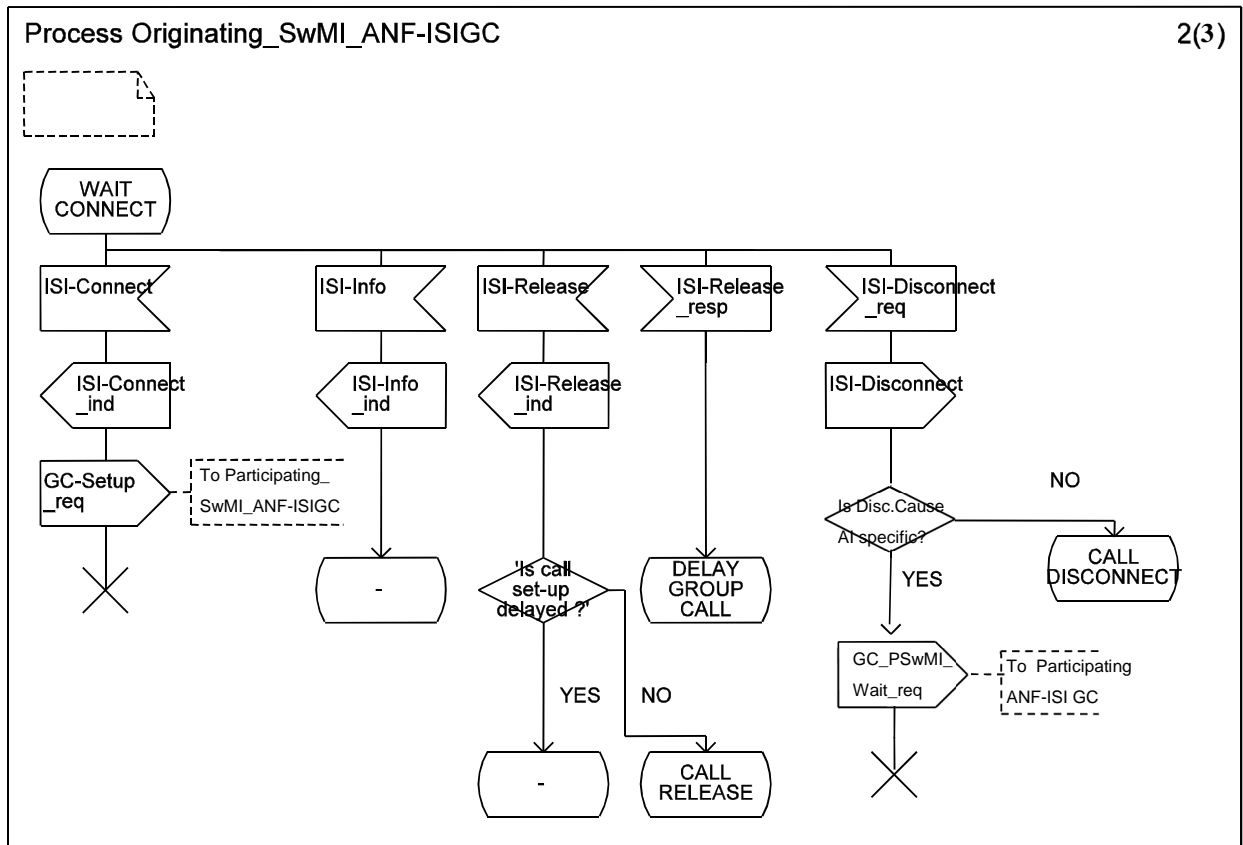 Process Originating_SwMI_ANF-ISIGC
2(3)
WAIT
CONNECT
ISI-Connect
ISI-Info
ISI-Release
ISI-Release
_resp
ISI-Disconnect
_req
ISI-Connect
_ind
ISI-Info
_ind
ISI-Release
_ind
ISI-Disconnect
GC-Setup
_req
To Participating_
SwMI_ANF-ISIGC
Is Disc.Cause
AI specific?
NO
YES
CALL
DISCONNECT
-
'Is call
set-up
delayed ?'
DELAY
GROUP
CALL
GC_PSwMI_
Wait_req
To Participating
ANF-ISI GC
YES
NO
-
CALL
RELEASE